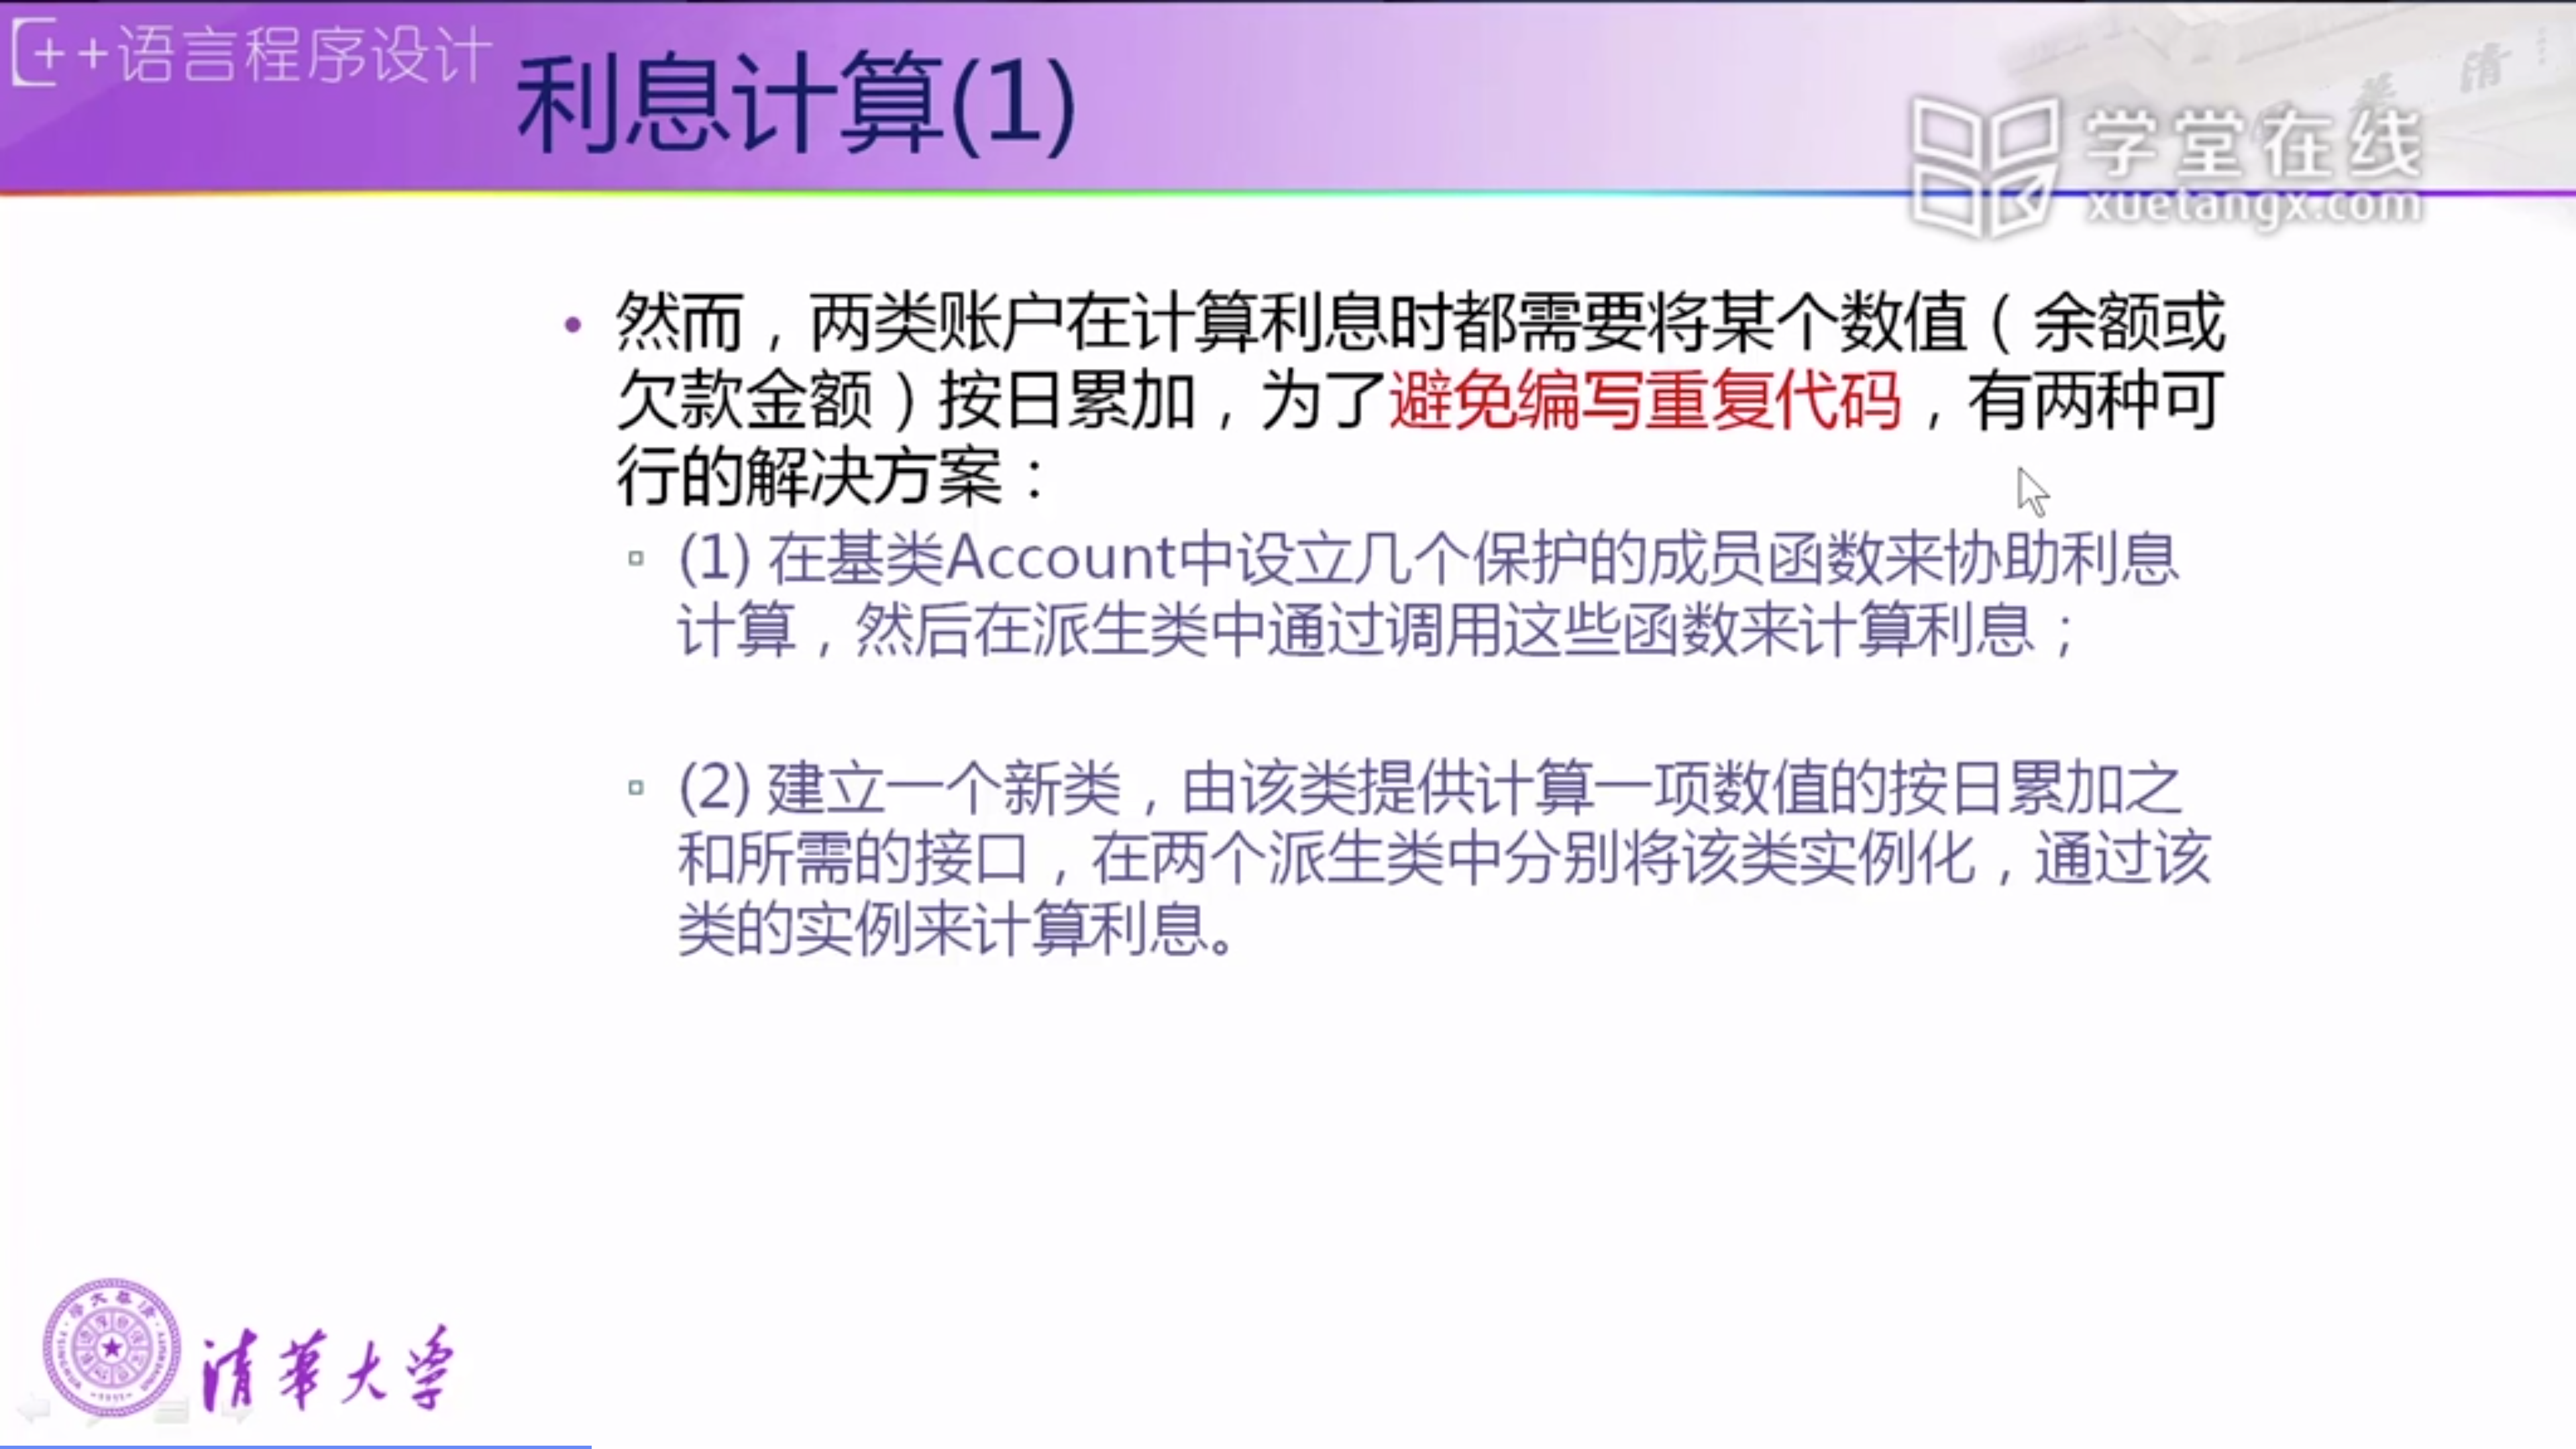 C++语言程序设计
利息计算(1)
学堂在线
xuetangx.com
• 然而，两类账户在计算利息时都需要将某个数值（余额或
欠款金额）按日累加，为了避免编写重复代码，有两种可
行的解决方案：
(1) 在基类Account中设立几个保护的成员函数来协助利息
计算，然后在派生类中通过调用这些函数来计算利息；
(2) 建立一个新类，由该类提供计算一项数值的按日累加之
和所需的接口，在两个派生类中分别将该类实例化，通过该
类的实例来计算利息。
清華大学